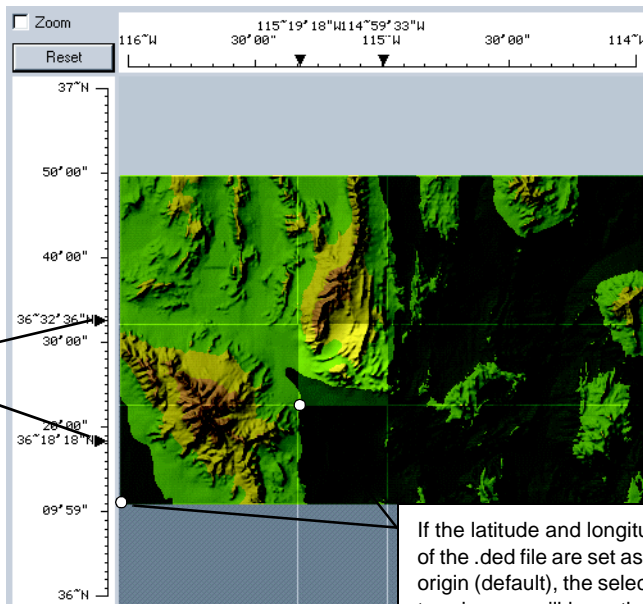 Zoom
Reset
115~19'18"W114~59'33"W
116~W 30'00" 115~W 30'00" 114~W
37~N
50'00"
40'00"
36~32'36"N
30'00"
20'00"
36~18'18"N
09'59"
36~N
If the latitude and longitu
of the .ded file are set as
origin (default), the selec